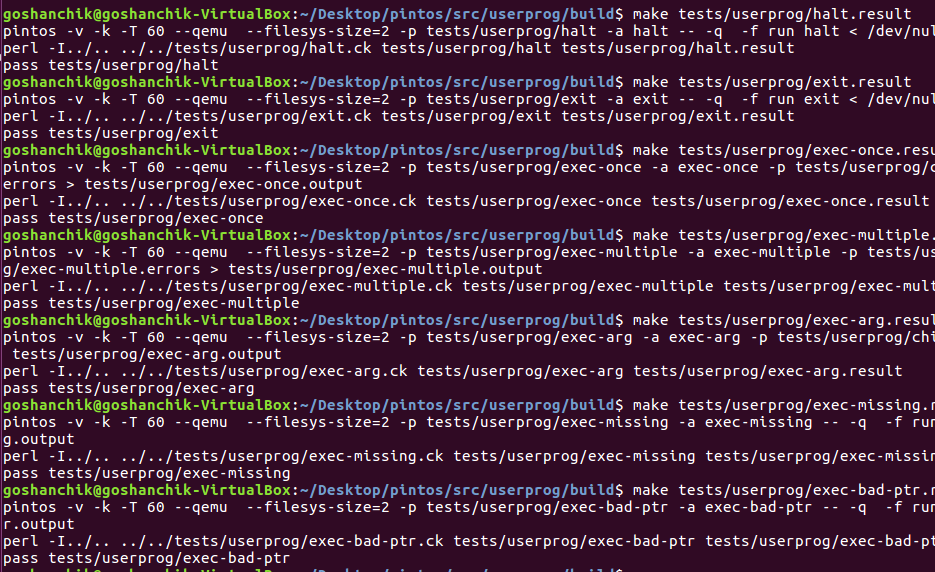 goshanchik@goshanchik-VirtualBox:~/Desktop/pintos/src/userprog/build$ make tests/userprog/halt.result
pintos -v -k -T 60 --qemu  --filesys-size=2 -p tests/userprog/halt -a halt -- -q  -f run halt < /dev/nul
perl -I../.. ../../tests/userprog/halt.ck tests/userprog/halt tests/userprog/halt.result
pass tests/userprog/halt
goshanchik@goshanchik-VirtualBox:~/Desktop/pintos/src/userprog/build$ make tests/userprog/exit.result
pintos -v -k -T 60 --qemu  --filesys-size=2 -p tests/userprog/exit -a exit -- -q  -f run exit < /dev/nul
perl -I../.. ../../tests/userprog/exit.ck tests/userprog/exit tests/userprog/exit.result
pass tests/userprog/exit
goshanchik@goshanchik-VirtualBox:~/Desktop/pintos/src/userprog/build$ make tests/userprog/exec-once.resu
pintos -v -k -T 60 --qemu  --filesys-size=2 -p tests/userprog/exec-once -a exec-once -p tests/userprog/c
errors > tests/userprog/exec-once.output
perl -I../.. ../../tests/userprog/exec-once.ck tests/userprog/exec-once tests/userprog/exec-once.result
pass tests/userprog/exec-once
goshanchik@goshanchik-VirtualBox:~/Desktop/pintos/src/userprog/build$ make tests/userprog/exec-multiple.
pintos -v -k -T 60 --qemu  --filesys-size=2 -p tests/userprog/exec-multiple -a exec-multiple -p tests/us
g/exec-multiple.errors > tests/userprog/exec-multiple.output
perl -I../.. ../../tests/userprog/exec-multiple.ck tests/userprog/exec-multiple tests/userprog/exec-mult
pass tests/userprog/exec-multiple
goshanchik@goshanchik-VirtualBox:~/Desktop/pintos/src/userprog/build$ make tests/userprog/exec-arg.resul
pintos -v -k -T 60 --qemu  --filesys-size=2 -p tests/userprog/exec-arg -a exec-arg -p tests/userprog/chi
 tests/userprog/exec-arg.output
perl -I../.. ../../tests/userprog/exec-arg.ck tests/userprog/exec-arg tests/userprog/exec-arg.result
pass tests/userprog/exec-arg
goshanchik@goshanchik-VirtualBox:~/Desktop/pintos/src/userprog/build$ make tests/userprog/exec-missing.r
pintos -v -k -T 60 --qemu  --filesys-size=2 -p tests/userprog/exec-missing -a exec-missing -- -q  -f run
g.output
perl -I../.. ../../tests/userprog/exec-missing.ck tests/userprog/exec-missing tests/userprog/exec-missin
pass tests/userprog/exec-missing
goshanchik@goshanchik-VirtualBox:~/Desktop/pintos/src/userprog/build$ make tests/userprog/exec-bad-ptr.r
pintos -v -k -T 60 --qemu  --filesys-size=2 -p tests/userprog/exec-bad-ptr -a exec-bad-ptr -- -q  -f run
r.output
perl -I../.. ../../tests/userprog/exec-bad-ptr.ck tests/userprog/exec-bad-ptr tests/userprog/exec-bad-pt
pass tests/userprog/exec-bad-ptr